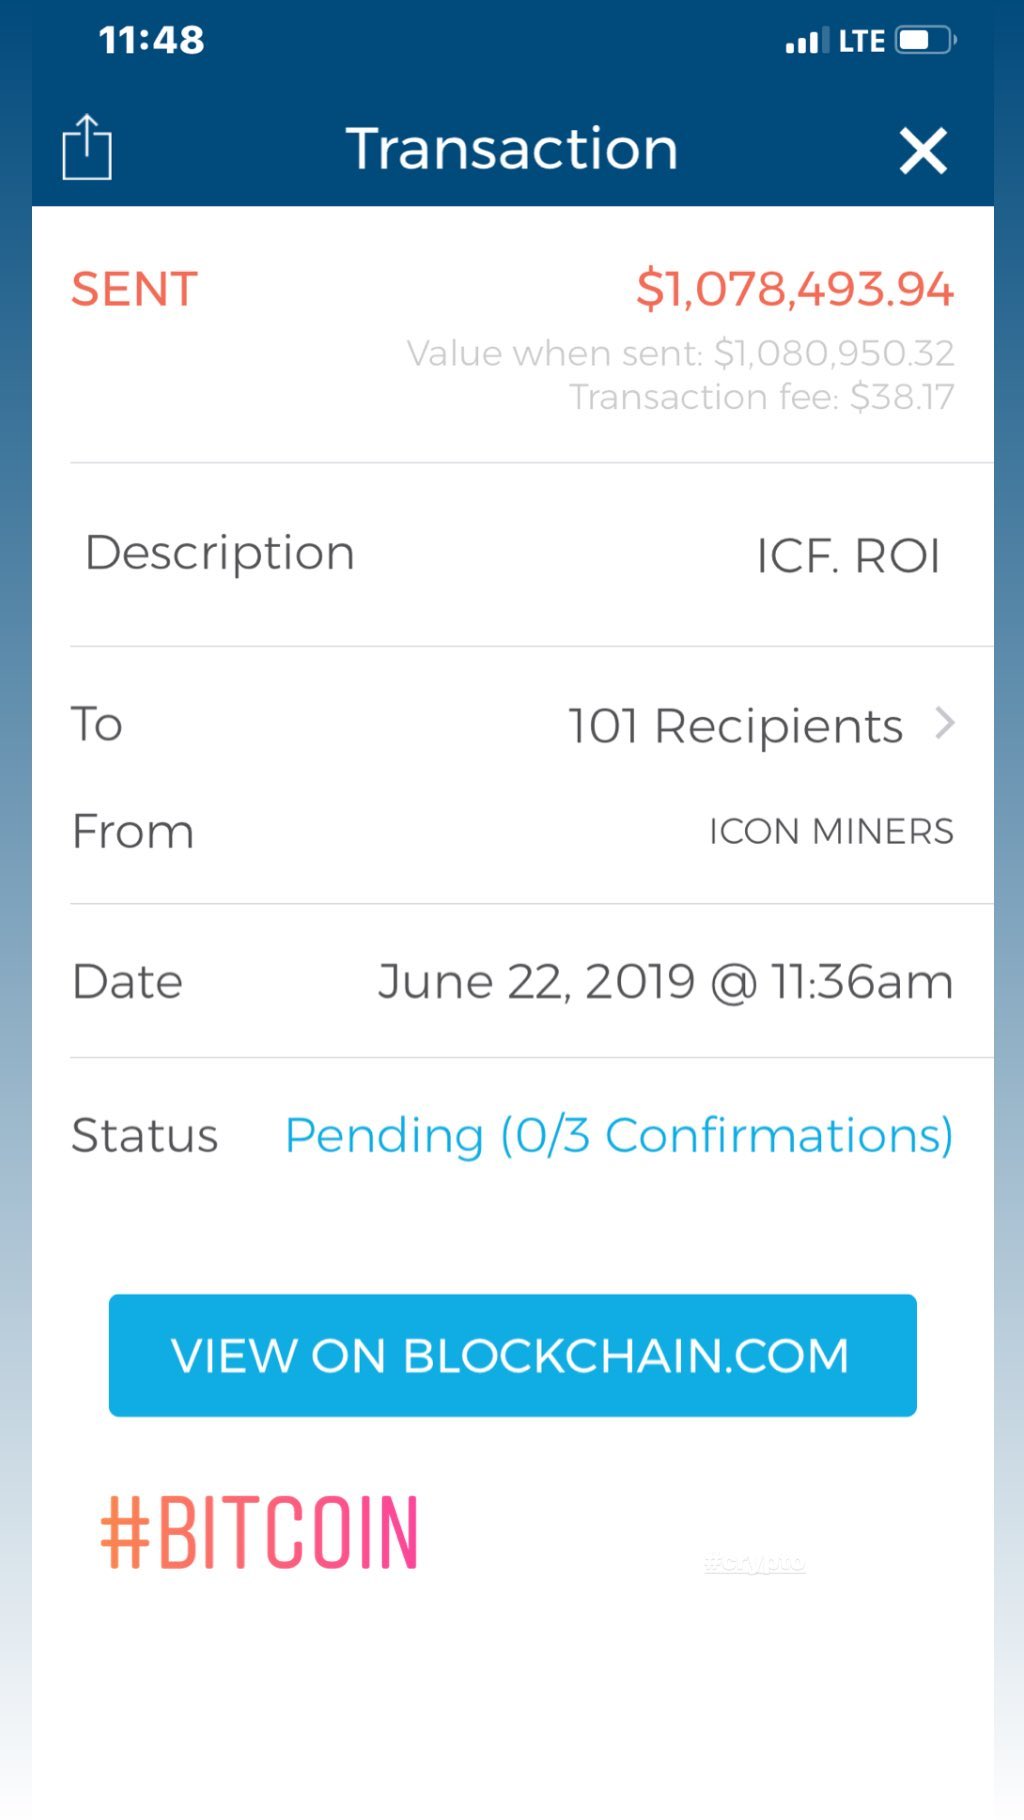 11:48 LTE
Transaction
SENT $1,078,493.94
Value when sent: $1,080,950.32
Transaction fee: $38.17
Description ICF. ROI
To 101 Recipients
From ICON MINERS
Date June 22, 2019 @ 11:36am
Status Pending (0/3 Confirmations)
VIEW ON BLOCKCHAIN.COM
#BITCOIN
#crypto